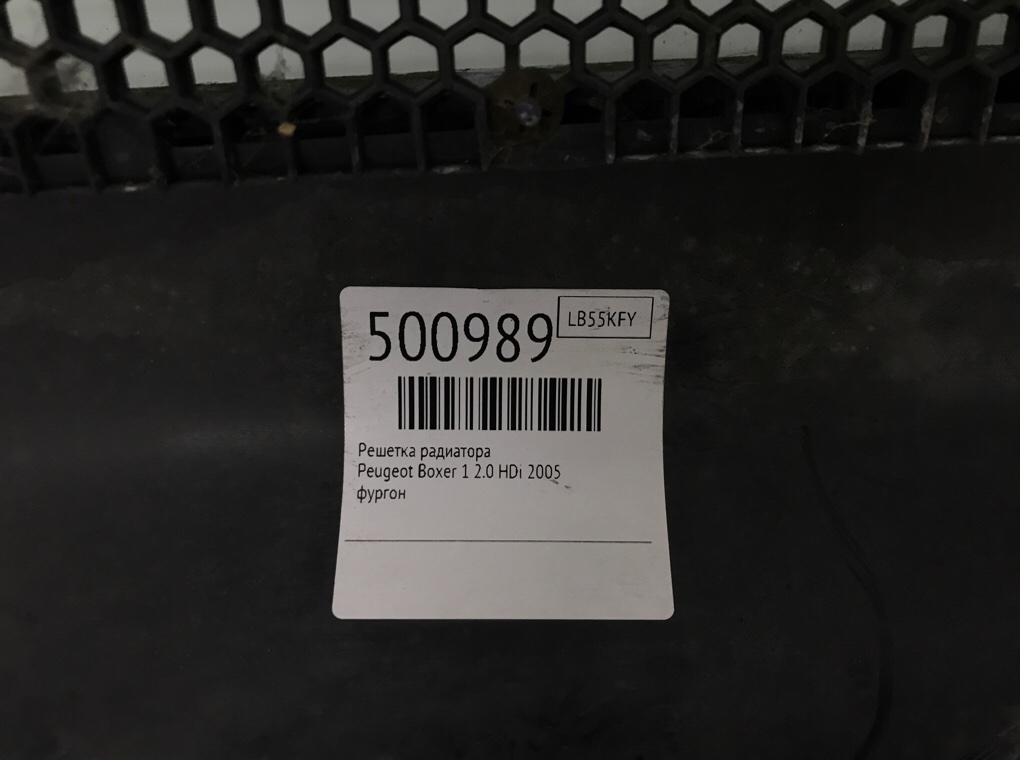 500989
LB55KFY
Решетка радиатора
Peugeot Boxer 1 2.0 HDi 2005
фургон